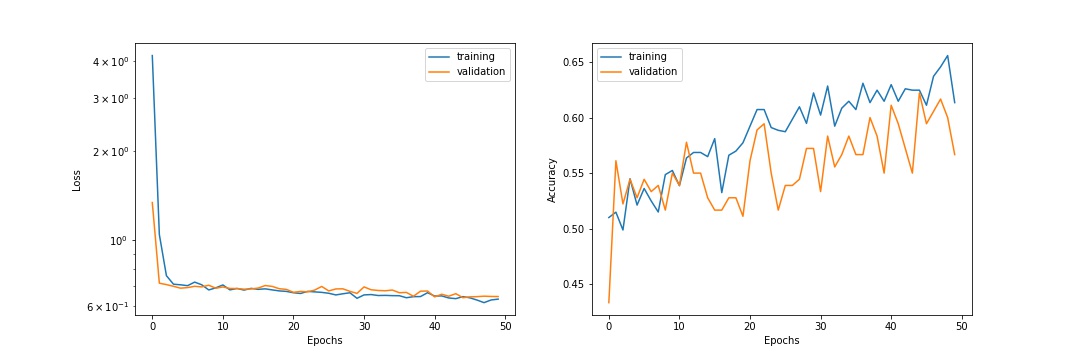 training
validation
4 × 10⁰
3 × 10⁰
2 × 10⁰
10⁰
6 × 10⁻¹
Loss
0 10 20 30 40 50
Epochs
training
validation
0.65
0.60
0.55
0.50
0.45
Accuracy
0 10 20 30 40 50
Epochs